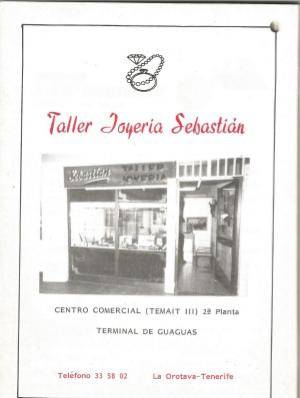 Taller Joyería Sebastián
Sebastián
TALLER
JOYERIA
CENTRO COMERCIAL (TEMAIT III) 2ª Planta
TERMINAL DE GUAGUAS
Teléfono 33 58 02 La Orotava-Tenerife